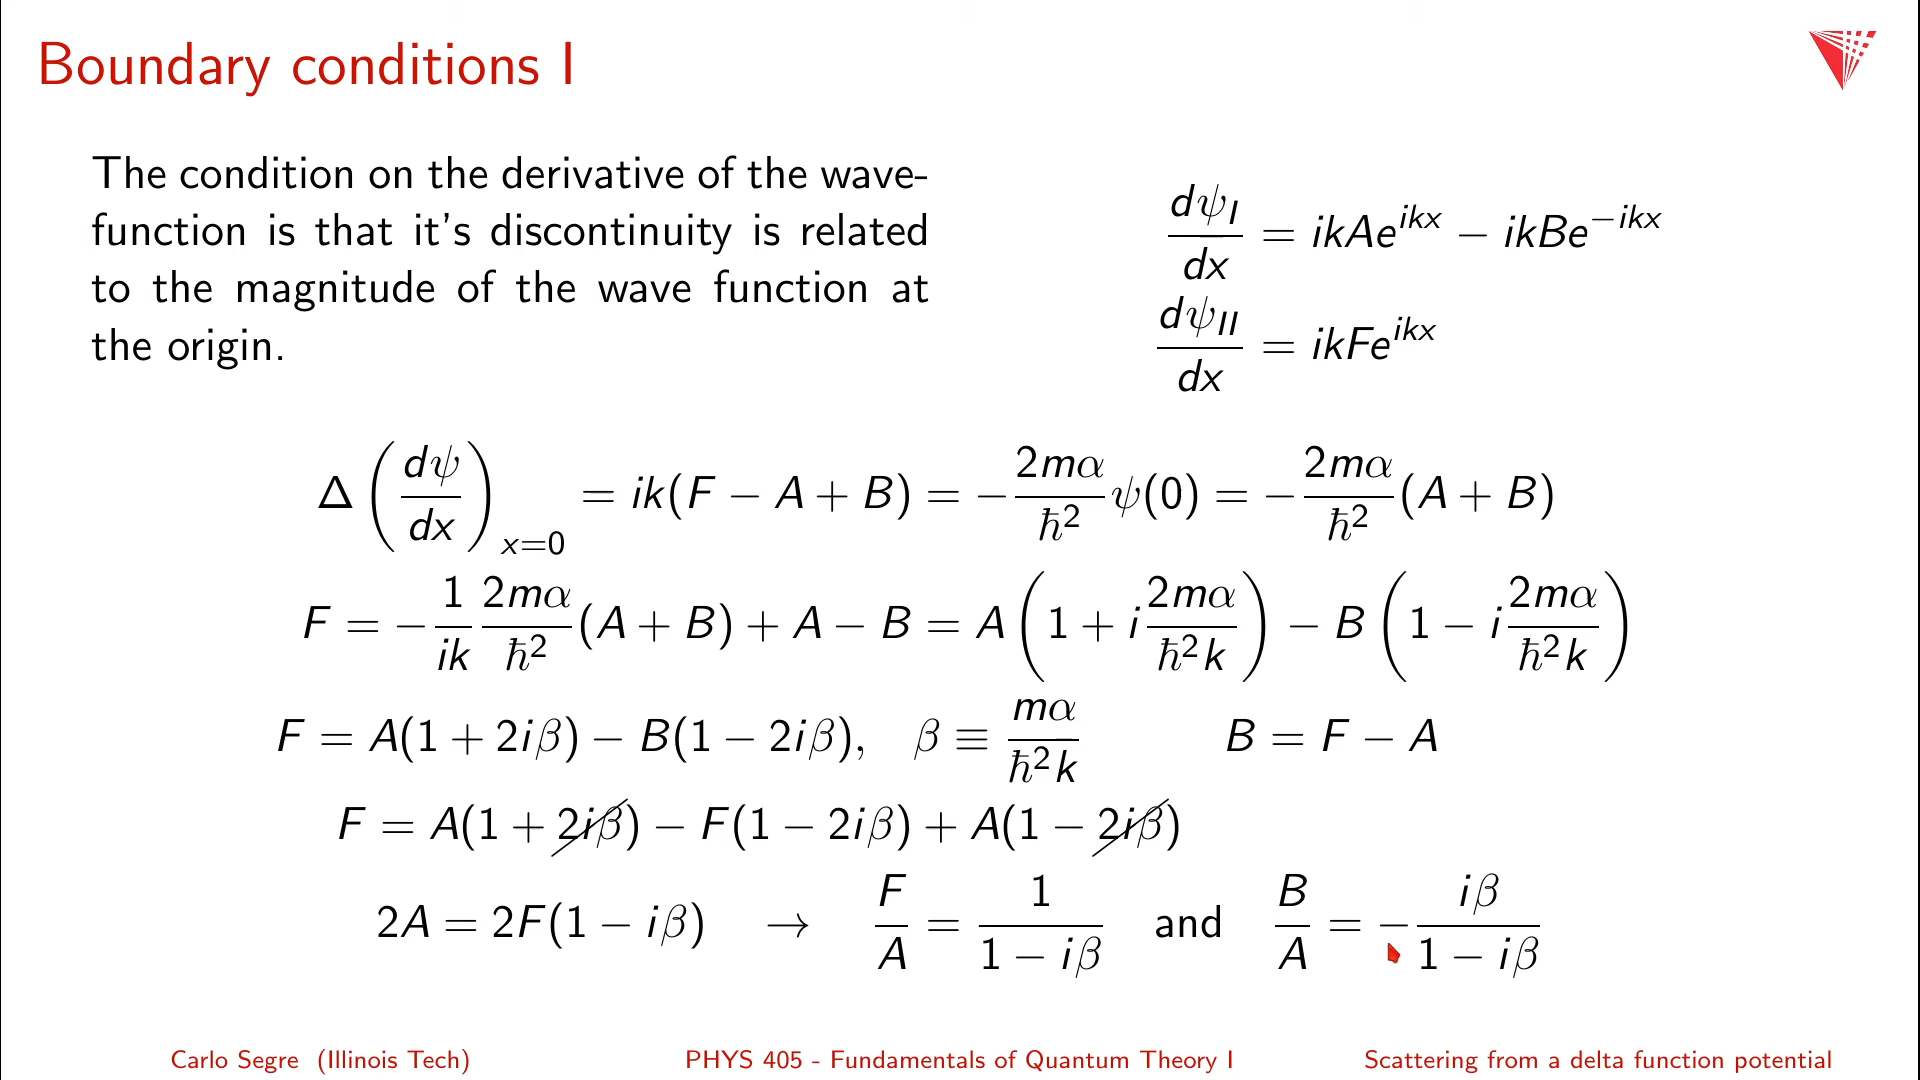 Boundary conditions I
The condition on the derivative of the wave-
function is that it's discontinuity is related
to the magnitude of the wave function at
the origin.
dψ_I/dx = ikAe^{ikx} − ikBe^{−ikx}
dψ_{II}/dx = ikFe^{ikx}
Δ(dψ/dx)_{x=0} = ik(F − A + B) = −(2mα/ℏ²)ψ(0) = −(2mα/ℏ²)(A + B)
F = −(1/ik)(2mα/ℏ²)(A + B) + A − B = A(1 + i 2mα/ℏ²k) − B(1 − i 2mα/ℏ²k)
F = A(1 + 2iβ) − B(1 − 2iβ), β ≡ mα/ℏ²k B = F − A
F = A(1 + 2iβ) − F(1 − 2iβ) + A(1 − 2iβ)
2A = 2F(1 − iβ) → F/A = 1/(1 − iβ) and B/A = −iβ/(1 − iβ)
Carlo Segre (Illinois Tech) PHYS 405 - Fundamentals of Quantum Theory I Scattering from a delta function potential